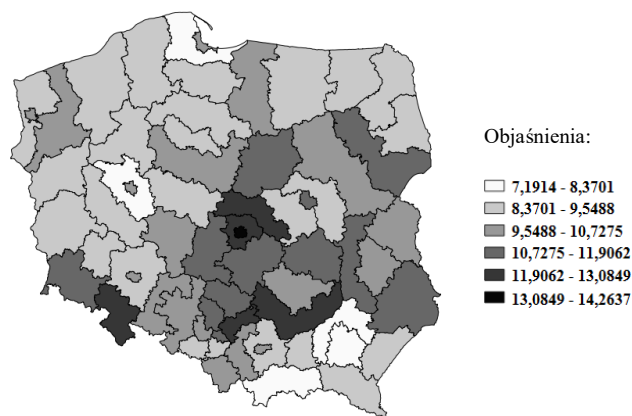 Objaśnienia:
7,1914 - 8,3701
8,3701 - 9,5488
9,5488 - 10,7275
10,7275 - 11,9062
11,9062 - 13,0849
13,0849 - 14,2637